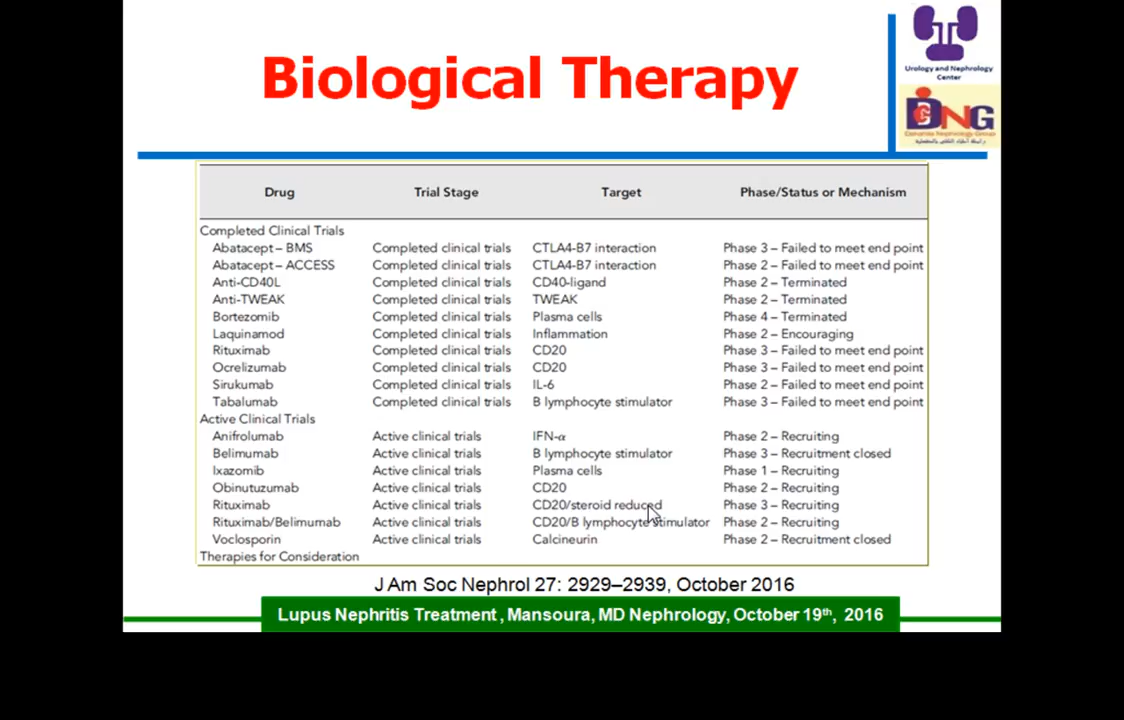 Biological Therapy
Urology and Nephrology
Center
DCNG
Drug Trial Stage Target Phase/Status or Mechanism
Completed Clinical Trials
Abatacept – BMS Completed clinical trials CTLA4-B7 interaction Phase 3 – Failed to meet end point
Abatacept – ACCESS Completed clinical trials CTLA4-B7 interaction Phase 2 – Failed to meet end point
Anti-CD40L Completed clinical trials CD40-ligand Phase 2 – Terminated
Anti-TWEAK Completed clinical trials TWEAK Phase 2 – Terminated
Bortezomib Completed clinical trials Plasma cells Phase 4 – Terminated
Laquinamod Completed clinical trials Inflammation Phase 2 – Encouraging
Rituximab Completed clinical trials CD20 Phase 3 – Failed to meet end point
Ocrelizumab Completed clinical trials CD20 Phase 3 – Failed to meet end point
Sirukumab Completed clinical trials IL-6 Phase 2 – Failed to meet end point
Tabalumab Completed clinical trials B lymphocyte stimulator Phase 3 – Failed to meet end point
Active Clinical Trials
Anifrolumab Active clinical trials IFN-α Phase 2 – Recruiting
Belimumab Active clinical trials B lymphocyte stimulator Phase 3 – Recruitment closed
Ixazomib Active clinical trials Plasma cells Phase 1 – Recruiting
Obinutuzumab Active clinical trials CD20 Phase 2 – Recruiting
Rituximab Active clinical trials CD20/steroid reduced Phase 3 – Recruiting
Rituximab/Belimumab Active clinical trials CD20/B lymphocyte stimulator Phase 2 – Recruiting
Voclosporin Active clinical trials Calcineurin Phase 2 – Recruitment closed
Therapies for Consideration
J Am Soc Nephrol 27: 2929–2939, October 2016
Lupus Nephritis Treatment , Mansoura, MD Nephrology, October 19th, 2016